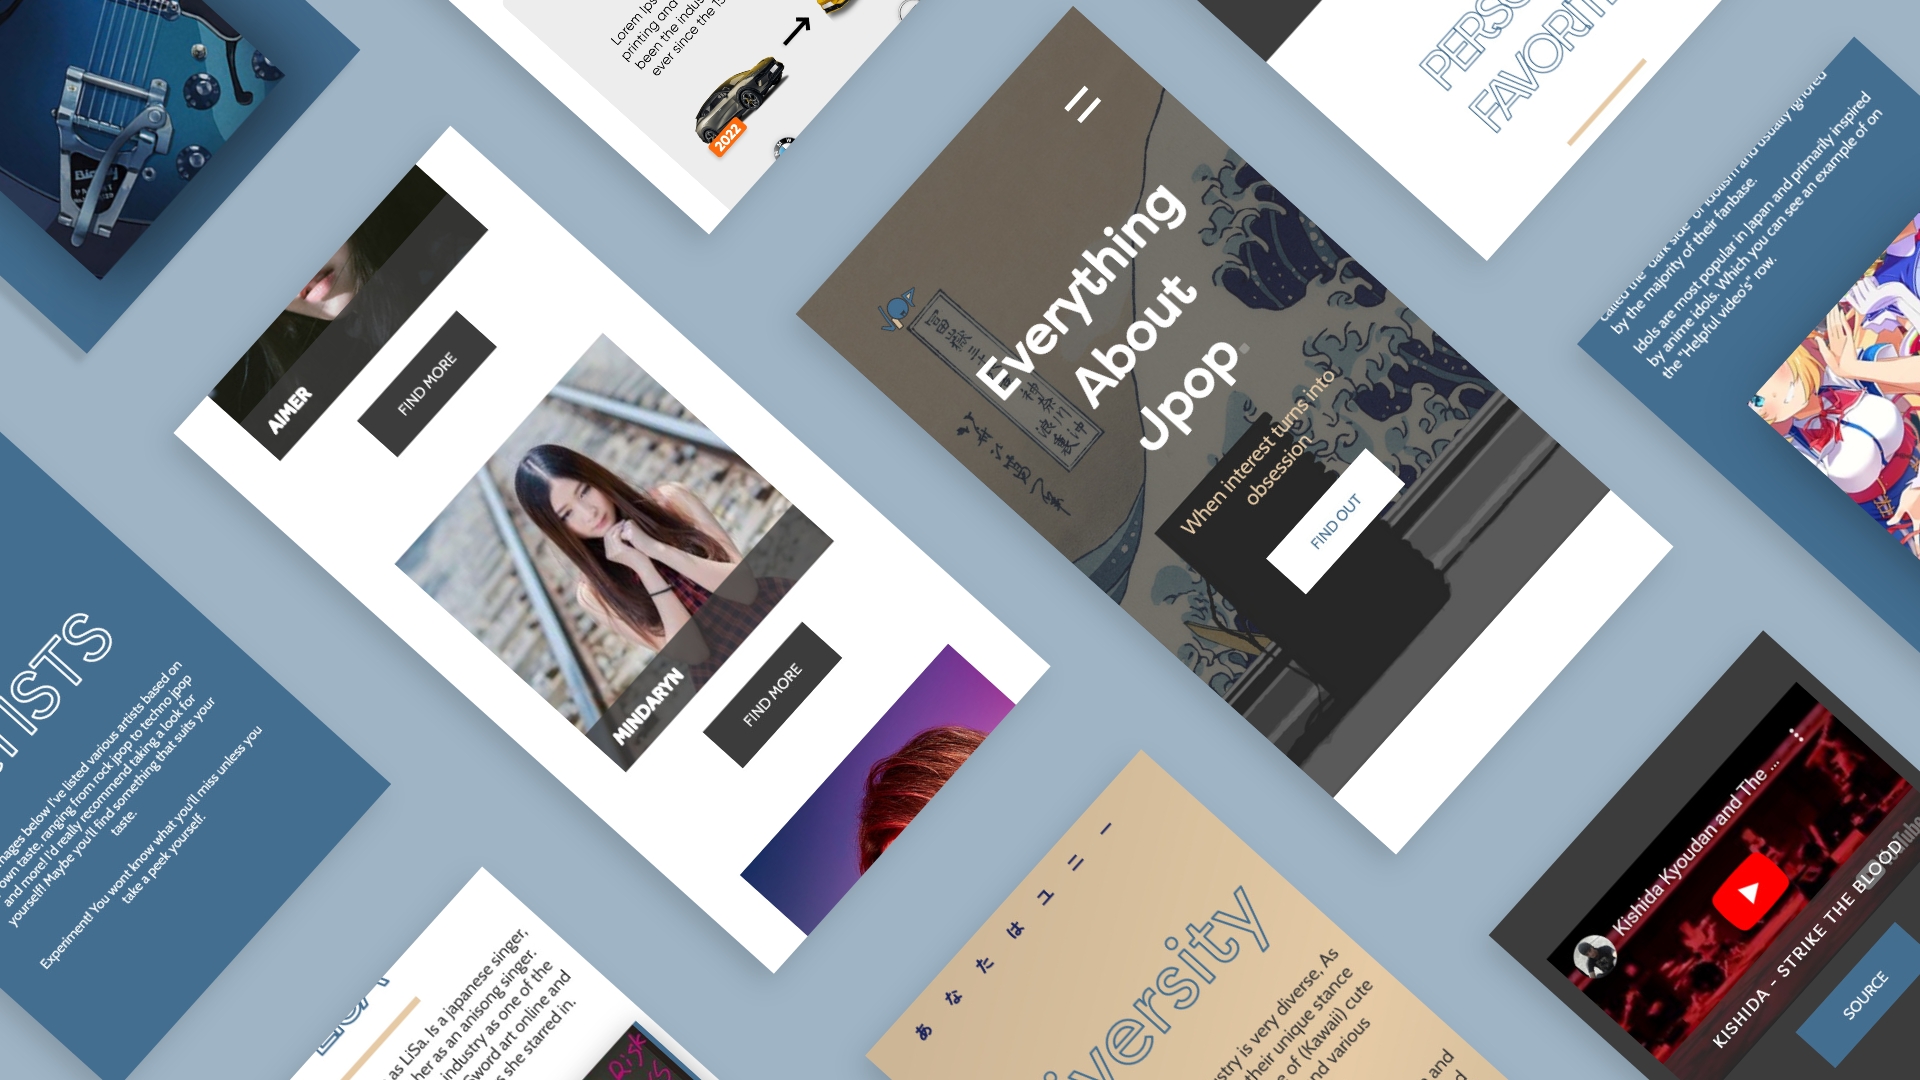 Lorem Ips
printing and
been the indus
ever since the 15
2022
AIMER
FIND MORE
MINDARYN
FIND MORE
Everything
About
Jpop.
When interest turns into
obsession
FIND OUT
PERSO
FAVORIT
called the "dark side" of idolism and usually ignored
by the majority of their fanbase.
Idols are most popular in Japan and primarily inspired
by anime idols. Which you can see an example of on
the "Helpful video's" row.
ISTS
mages below I've listed various artists based on
own taste, ranging from rock jpop to techno jpop
and more! I'd really recommend taking a look for
yourself! Maybe you'll find something that suits your
taste.
Experiment! You wont know what you'll miss unless you
take a peek yourself.
LiSA
as LiSa. Is a japanese singer,
her as an anisong singer.
industry as one of the
Sword art online and
s she starred in.
Risk
あなたはユニー
versity
stry is very diverse, As
their unique stance
e of (Kawaii) cute
nd various
and
Kishida Kyoudan and The ...
KISHIDA - STRIKE THE BLOOD
SOURCE